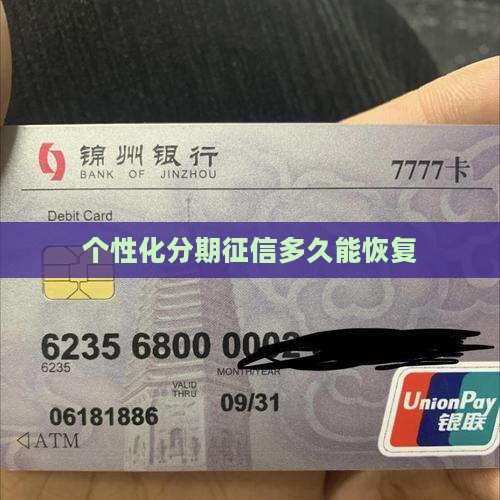 锦州银行
BANK OF JINZHOU
7777卡
Debit Card
个性化分期征信多久能恢复
6235 6800 0002
6235
MONTH/YEAR
VALID
THRU
09/31
06181886
ATM
UnionPay
银联